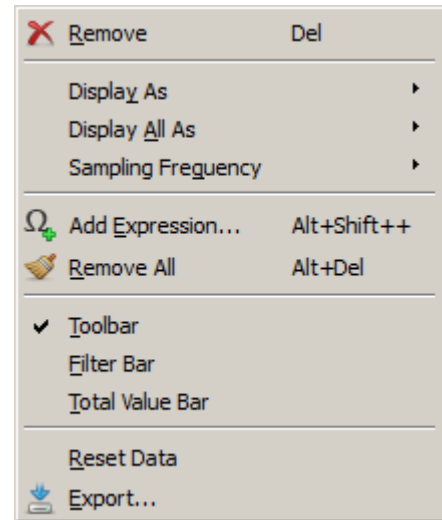 Remove Del
Display As
Display All As
Sampling Freguency
Add Expression... Alt+Shift++
Remove All Alt+Del
Toolbar
Filter Bar
Total Value Bar
Reset Data
Export...